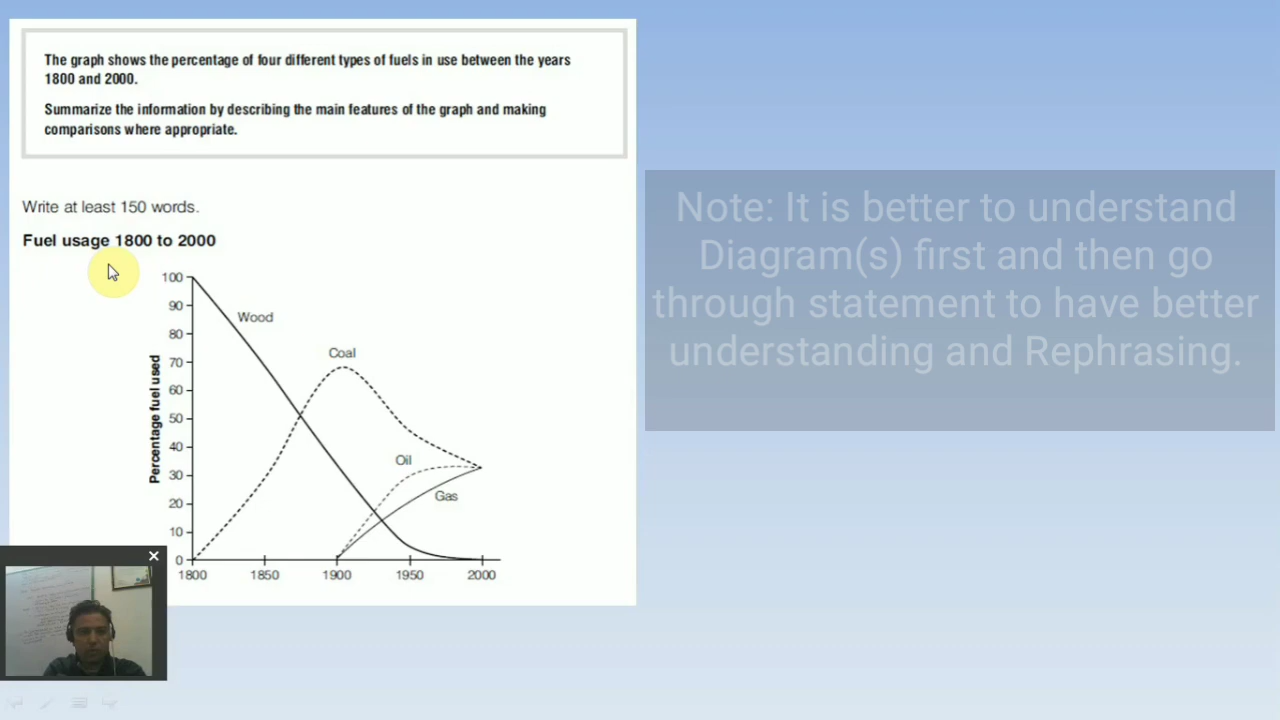 The graph shows the percentage of four different types of fuels in use between the years
1800 and 2000.
Summarize the information by describing the main features of the graph and making
comparisons where appropriate.
Write at least 150 words.
Fuel usage 1800 to 2000
100
90
80
70
60
50
40
30
20
10
0
Percentage fuel used
Wood
Coal
Oil
Gas
1800 1850 1900 1950 2000
Note: It is better to understand
Diagram(s) first and then go
through statement to have better
understanding and Rephrasing.